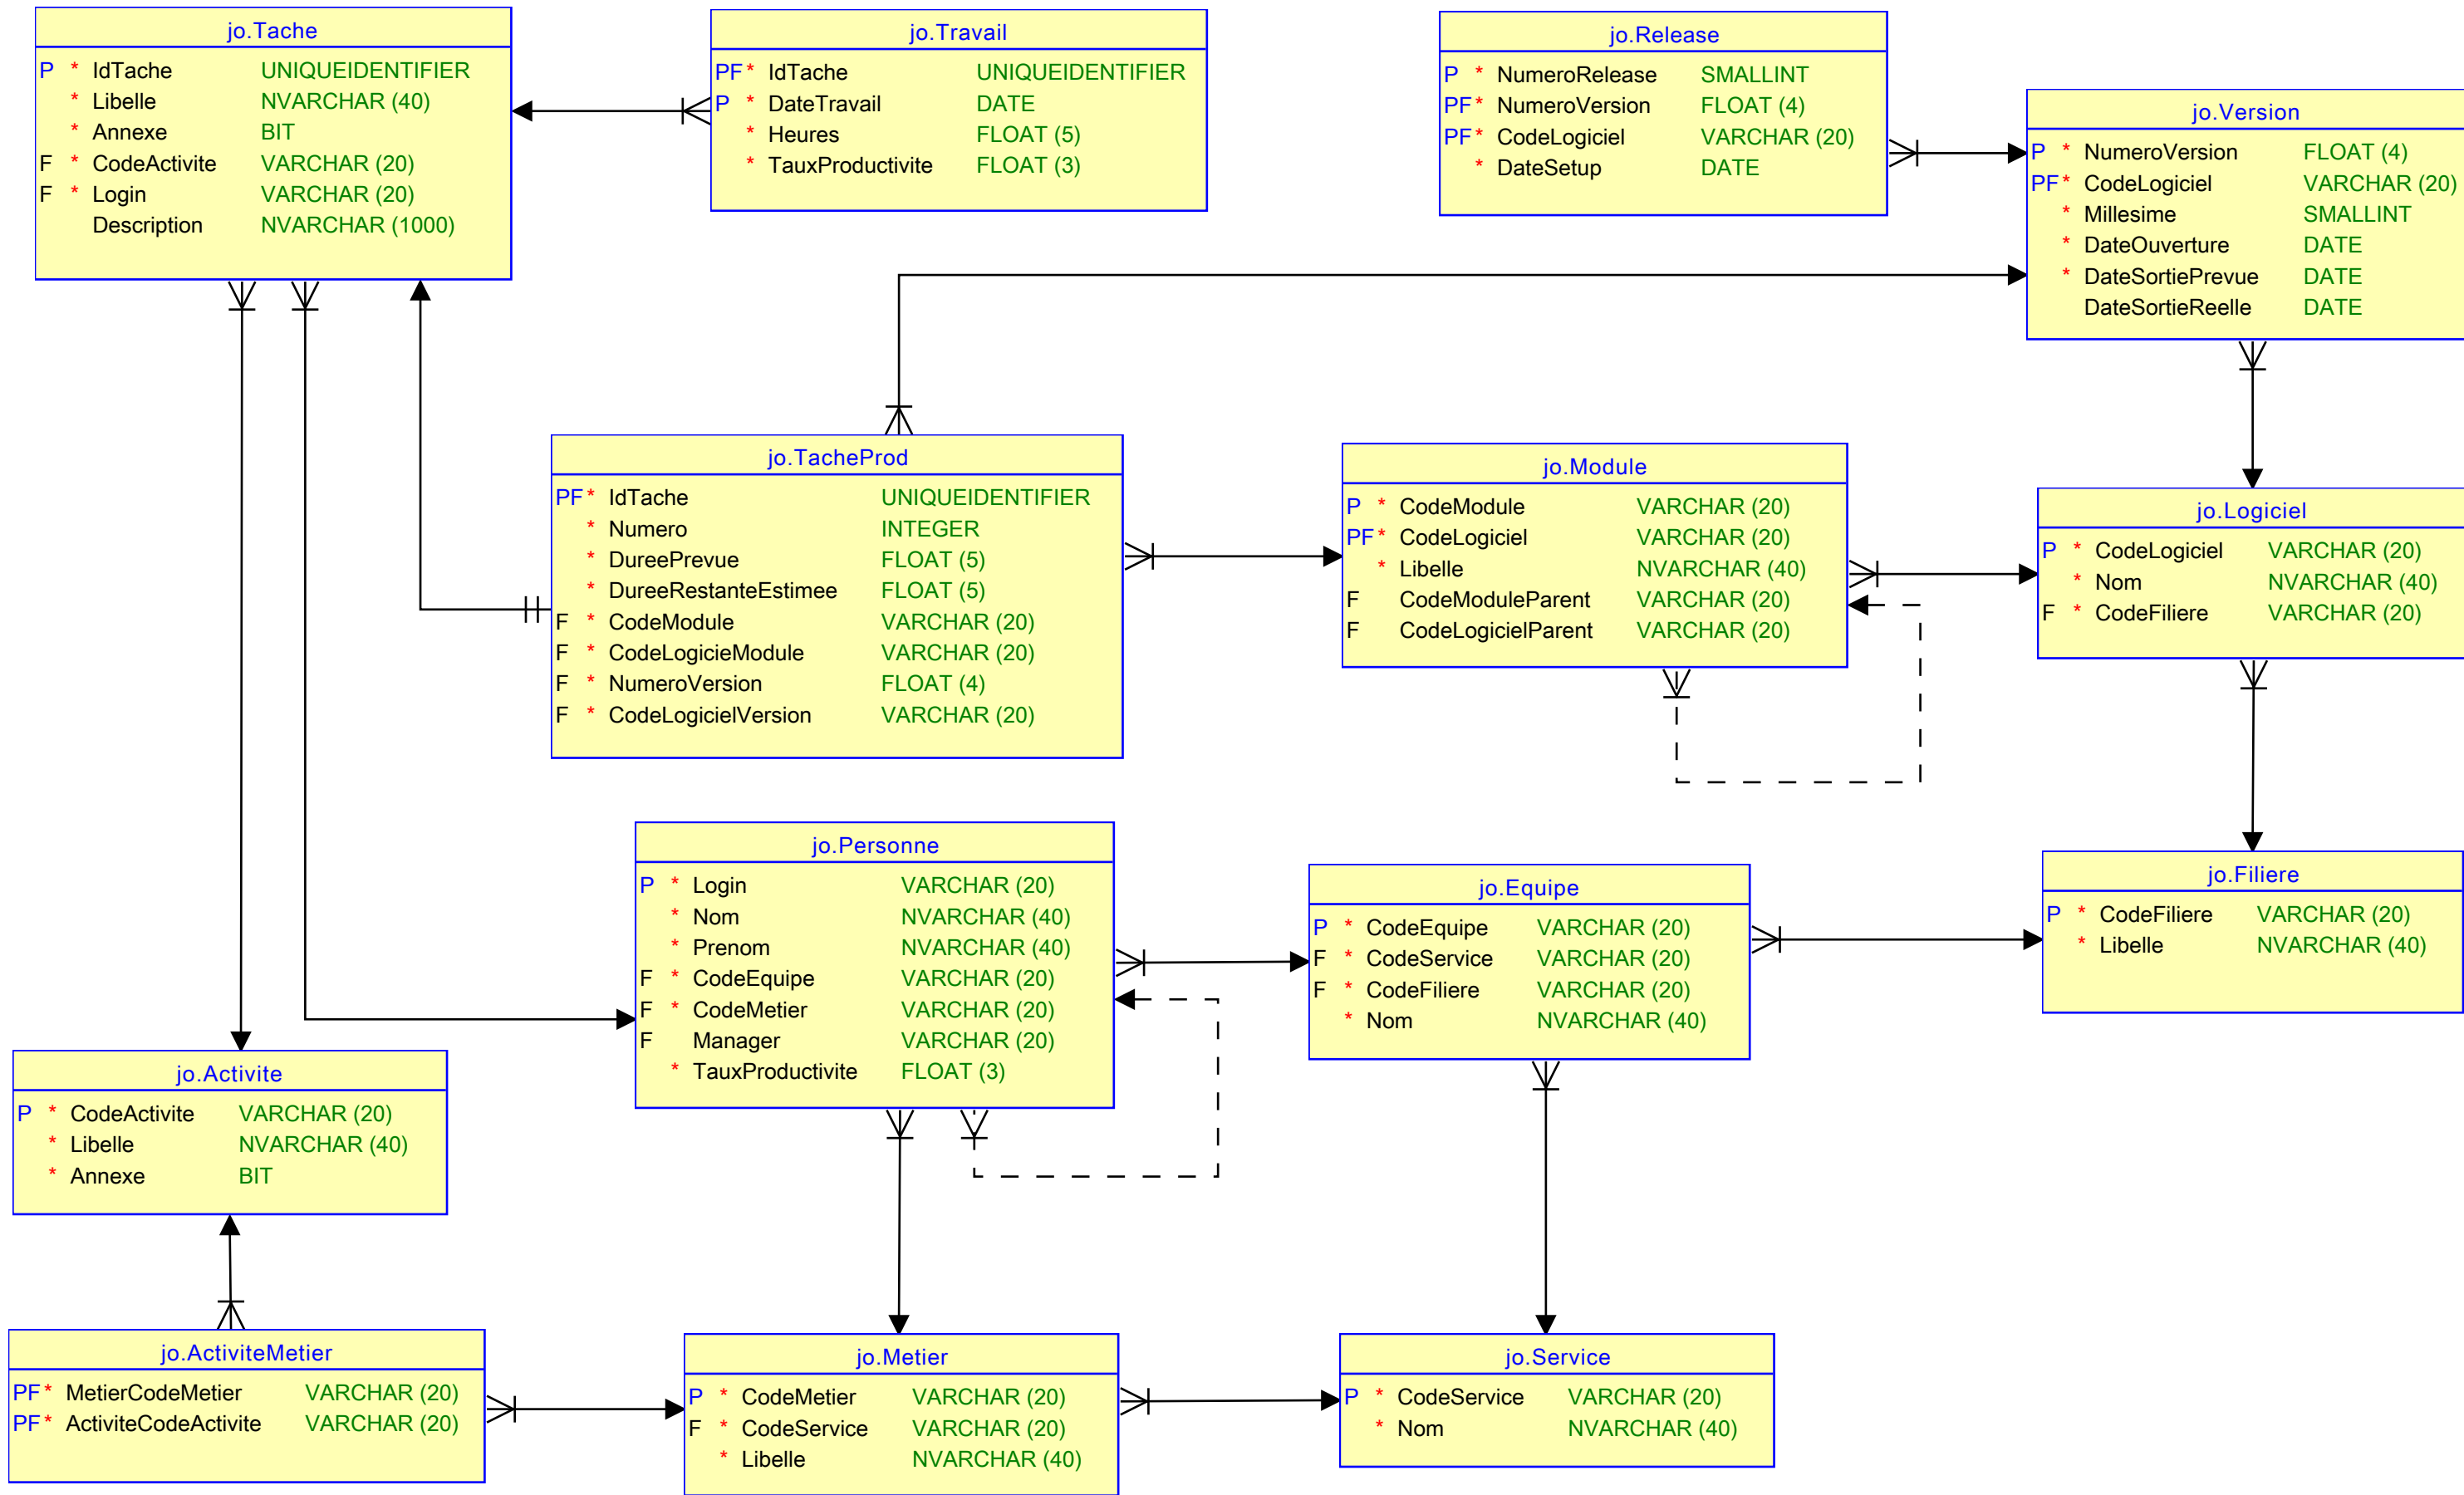 jo.Tache
P * IdTache UNIQUEIDENTIFIER
* Libelle NVARCHAR (40)
* Annexe BIT
F * CodeActivite VARCHAR (20)
F * Login VARCHAR (20)
Description NVARCHAR (1000)
jo.Travail
PF* IdTache UNIQUEIDENTIFIER
P * DateTravail DATE
* Heures FLOAT (5)
* TauxProductivite FLOAT (3)
jo.Release
P * NumeroRelease SMALLINT
PF* NumeroVersion FLOAT (4)
PF* CodeLogiciel VARCHAR (20)
* DateSetup DATE
jo.Version
P * NumeroVersion FLOAT (4)
PF* CodeLogiciel VARCHAR (20)
* Millesime SMALLINT
* DateOuverture DATE
* DateSortiePrevue DATE
DateSortieReelle DATE
jo.TacheProd
PF* IdTache UNIQUEIDENTIFIER
* Numero INTEGER
* DureePrevue FLOAT (5)
* DureeRestanteEstimee FLOAT (5)
F * CodeModule VARCHAR (20)
F * CodeLogicieModule VARCHAR (20)
F * NumeroVersion FLOAT (4)
F * CodeLogicielVersion VARCHAR (20)
jo.Module
P * CodeModule VARCHAR (20)
PF* CodeLogiciel VARCHAR (20)
* Libelle NVARCHAR (40)
F CodeModuleParent VARCHAR (20)
F CodeLogicielParent VARCHAR (20)
jo.Logiciel
P * CodeLogiciel VARCHAR (20)
* Nom NVARCHAR (40)
F * CodeFiliere VARCHAR (20)
jo.Personne
P * Login VARCHAR (20)
* Nom NVARCHAR (40)
* Prenom NVARCHAR (40)
F * CodeEquipe VARCHAR (20)
F * CodeMetier VARCHAR (20)
F Manager VARCHAR (20)
* TauxProductivite FLOAT (3)
jo.Equipe
P * CodeEquipe VARCHAR (20)
F * CodeService VARCHAR (20)
F * CodeFiliere VARCHAR (20)
* Nom NVARCHAR (40)
jo.Filiere
P * CodeFiliere VARCHAR (20)
* Libelle NVARCHAR (40)
jo.Activite
P * CodeActivite VARCHAR (20)
* Libelle NVARCHAR (40)
* Annexe BIT
jo.ActiviteMetier
PF* MetierCodeMetier VARCHAR (20)
PF* ActiviteCodeActivite VARCHAR (20)
jo.Metier
P * CodeMetier VARCHAR (20)
F * CodeService VARCHAR (20)
* Libelle NVARCHAR (40)
jo.Service
P * CodeService VARCHAR (20)
* Nom NVARCHAR (40)